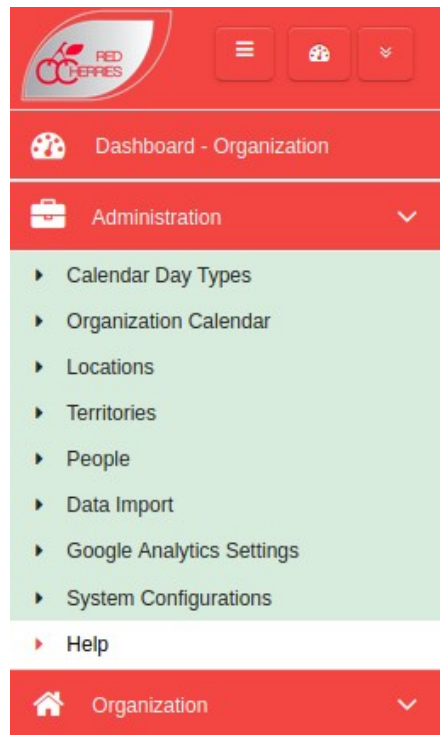 RED
CHERRIES
Dashboard - Organization
Administration
Calendar Day Types
Organization Calendar
Locations
Territories
People
Data Import
Google Analytics Settings
System Configurations
Help
Organization